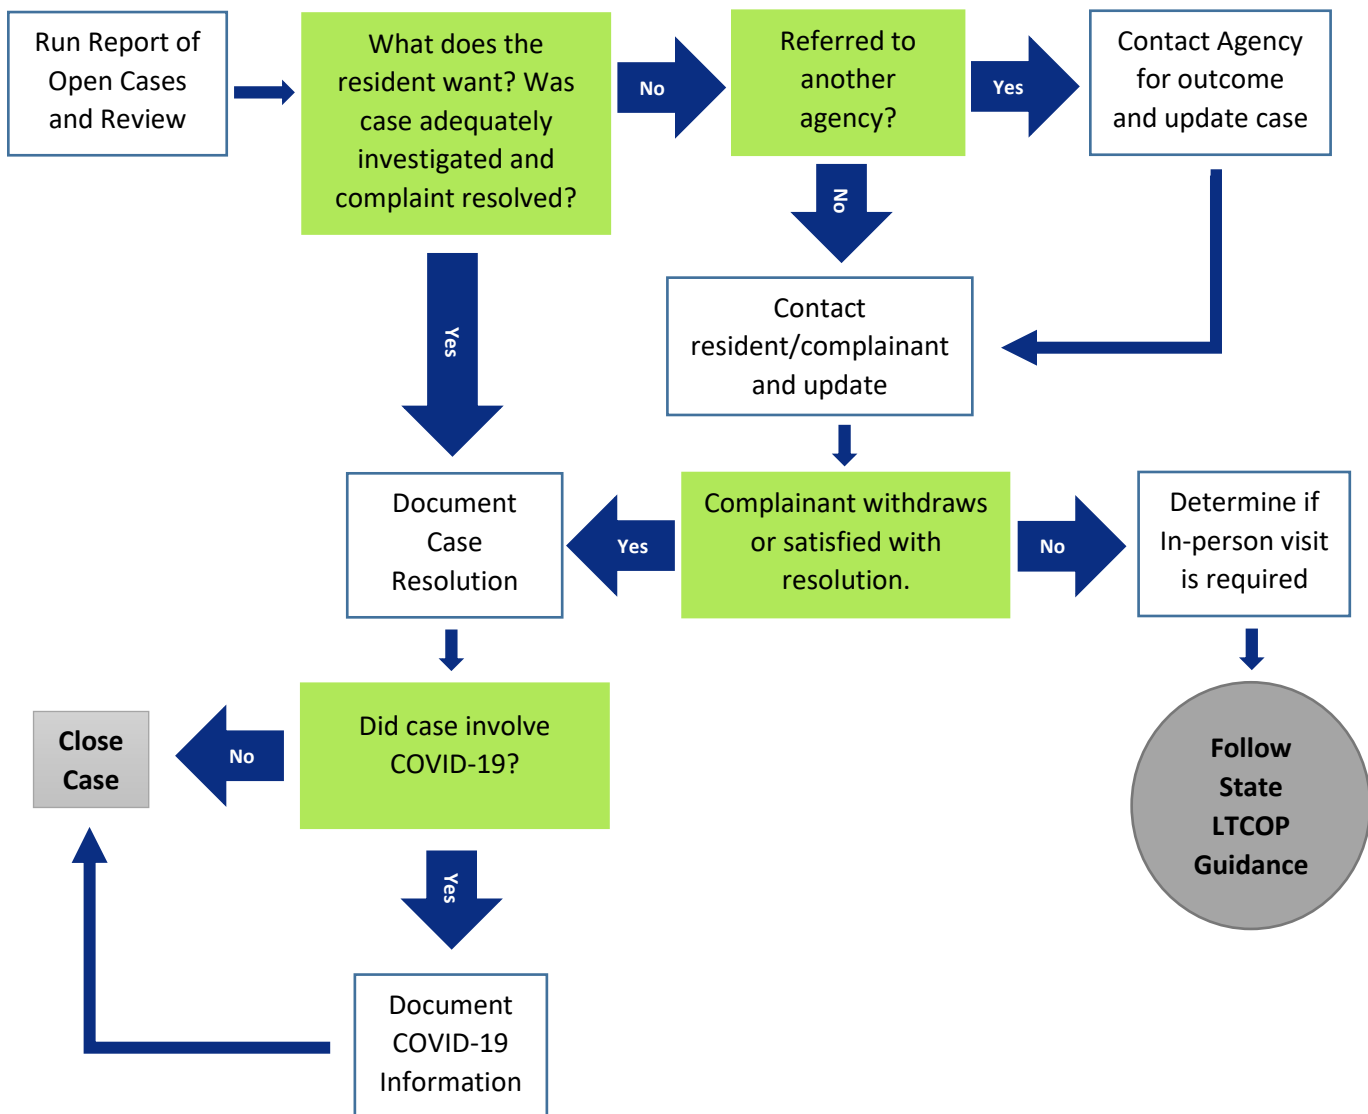 Run Report of
Open Cases
and Review
What does the
resident want? Was
case adequately
investigated and
complaint resolved?
No
Referred to
another
agency?
Yes
Contact Agency
for outcome
and update case
No
Yes
Contact
resident/complainant
and update
Document
Case
Resolution
Yes
Complainant withdraws
or satisfied with
resolution.
No
Determine if
In-person visit
is required
Close
Case
No
Did case involve
COVID-19?
Follow
State
LTCOP
Guidance
Yes
Document
COVID-19
Information